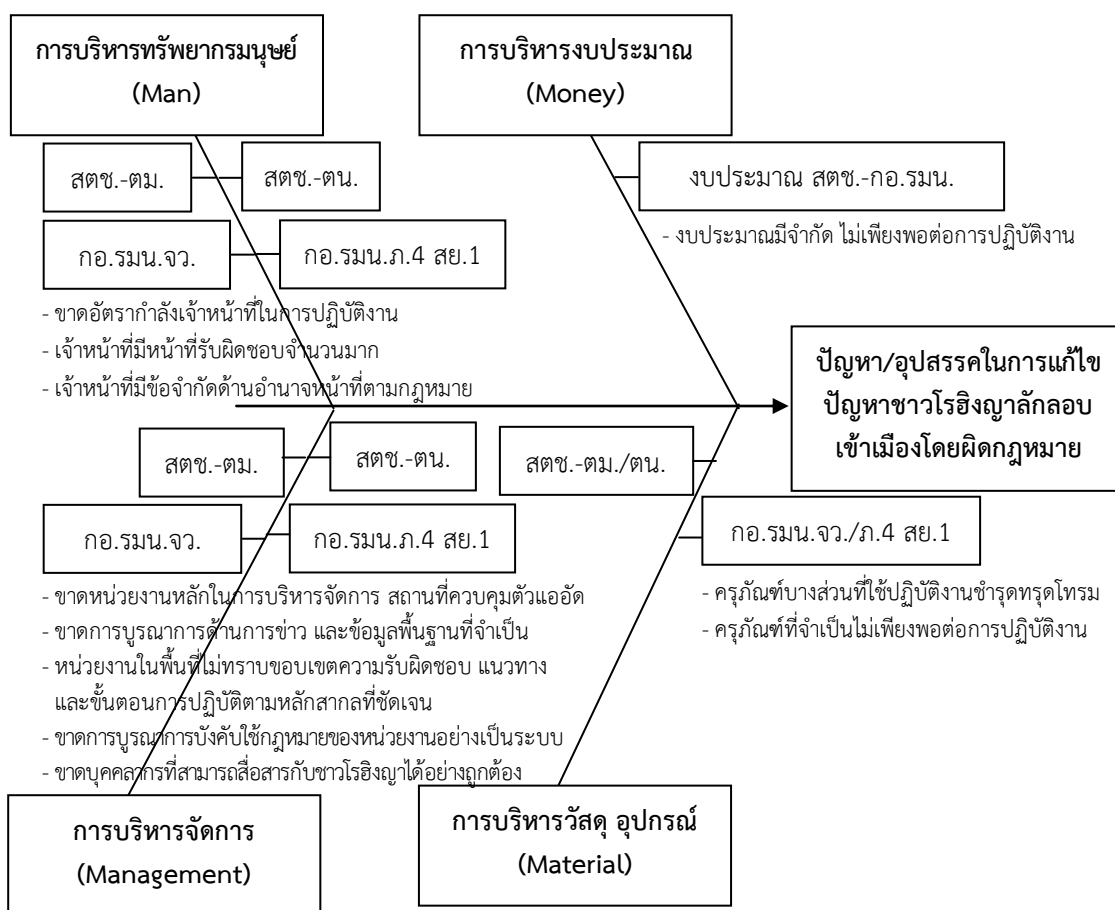 การบริหารทรัพยากรมนุษย์
(Man)
การบริหารงบประมาณ
(Money)
สตช.-ตม.
สตช.-ตน.
งบประมาณ สตช.-กอ.รมน.
- งบประมาณมีจำกัด ไม่เพียงพอต่อการปฏิบัติงาน
กอ.รมน.จว.
กอ.รมน.ภ.4 สย.1
- ขาดอัตรากำลังเจ้าหน้าที่ในการปฏิบัติงาน
- เจ้าหน้าที่มีหน้าที่รับผิดชอบจำนวนมาก
- เจ้าหน้าที่มีข้อจำกัดด้านอำนาจหน้าที่ตามกฎหมาย
ปัญหา/อุปสรรคในการแก้ไข
ปัญหาชาวโรฮิงญาลักลอบ
เข้าเมืองโดยผิดกฎหมาย
สตช.-ตม.
สตช.-ตน.
สตช.-ตม./ตน.
กอ.รมน.จว.
กอ.รมน.ภ.4 สย.1
กอ.รมน.จว./ภ.4 สย.1
- ขาดหน่วยงานหลักในการบริหารจัดการ สถานที่ควบคุมตัวแออัด
- ขาดการบูรณาการด้านการข่าว และข้อมูลพื้นฐานที่จำเป็น
- หน่วยงานในพื้นที่ไม่ทราบขอบเขตความรับผิดชอบ แนวทาง
และขั้นตอนการปฏิบัติตามหลักสากลที่ชัดเจน
- ขาดการบูรณาการบังคับใช้กฎหมายของหน่วยงานอย่างเป็นระบบ
- ขาดบุคคลากรที่สามารถสื่อสารกับชาวโรฮิงญาได้อย่างถูกต้อง
- ครุภัณฑ์บางส่วนที่ใช้ปฏิบัติงานชำรุดทรุดโทรม
- ครุภัณฑ์ที่จำเป็นไม่เพียงพอต่อการปฏิบัติงาน
การบริหารจัดการ
(Management)
การบริหารวัสดุ อุปกรณ์
(Material)